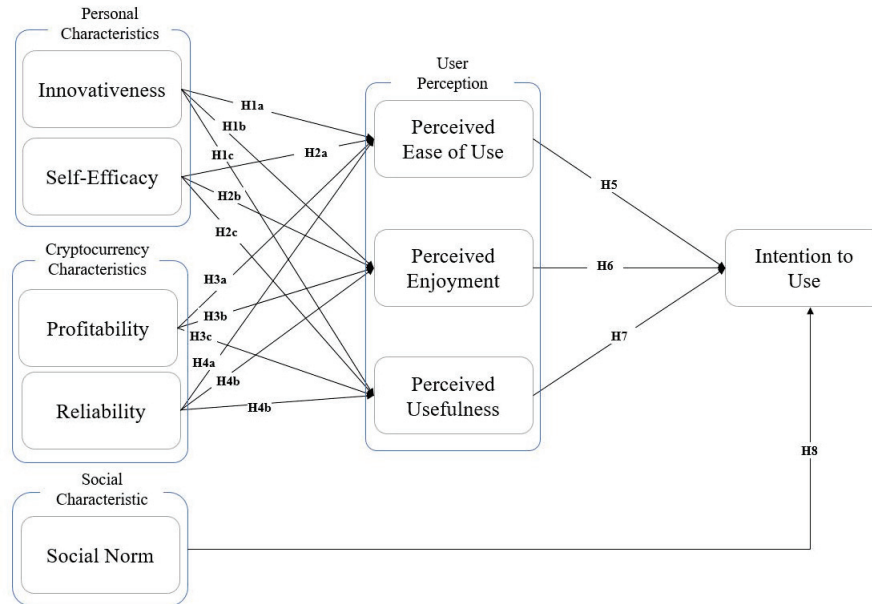 Personal
Characteristics
Innovativeness
Self-Efficacy
Cryptocurrency
Characteristics
Profitability
Reliability
Social
Characteristic
Social Norm
H1a
H1b
H1c
H2a
H2b
H2c
H3a
H3b
H3c
H4a
H4b
H4b
User
Perception
Perceived
Ease of Use
Perceived
Enjoyment
Perceived
Usefulness
H5
H6
H7
H8
Intention to
Use